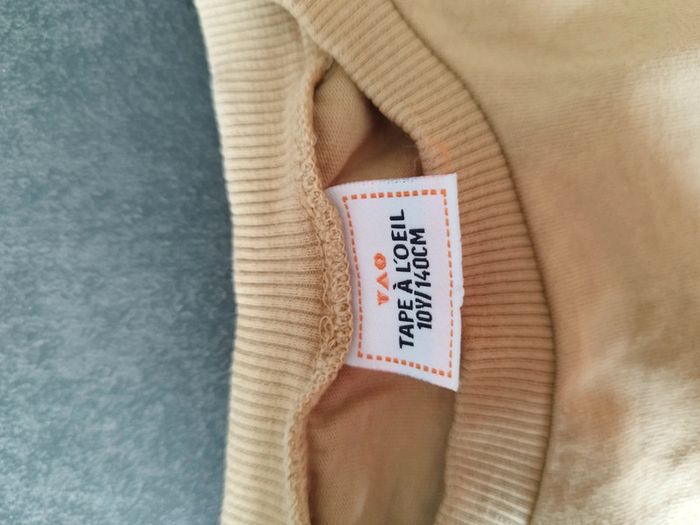 TAO
TAPE À L'OEIL
10Y/140CM